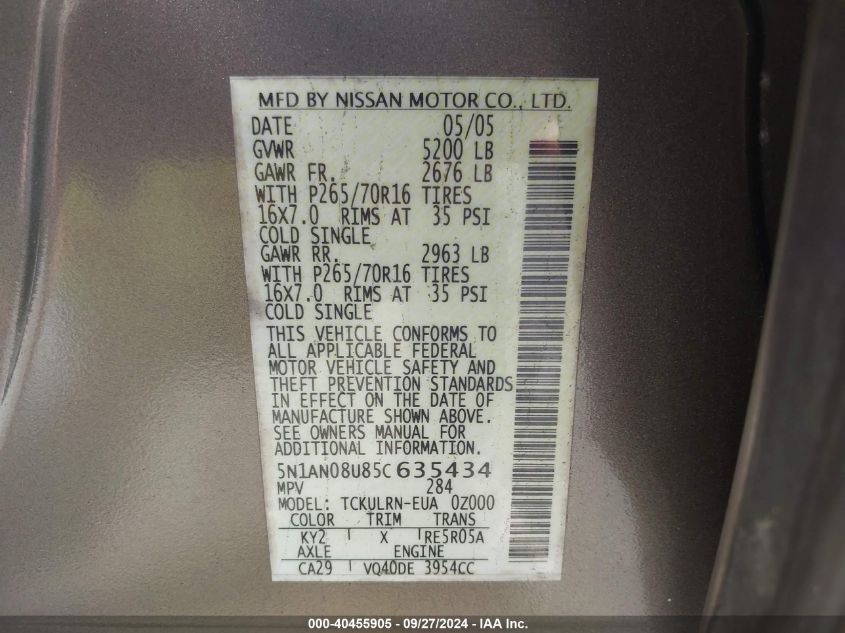 MFD BY NISSAN MOTOR CO., LTD.
DATE 05/05
GVWR 5200 LB
GAWR FR. 2676 LB
WITH P265/70R16 TIRES
16X7.0 RIMS AT 35 PSI
COLD SINGLE
GAWR RR. 2963 LB
WITH P265/70R16 TIRES
16X7.0 RIMS AT 35 PSI
COLD SINGLE
THIS VEHICLE CONFORMS TO
ALL APPLICABLE FEDERAL
MOTOR VEHICLE SAFETY AND
THEFT PREVENTION STANDARDS
IN EFFECT ON THE DATE OF
MANUFACTURE SHOWN ABOVE.
SEE OWNERS MANUAL FOR
ADDITIONAL INFORMATION.
5N1AN08U85C635434
MPV 284
MODEL: TCKULRN-EUA 0Z000
COLOR TRIM TRANS
KY2 X RE5R05A
AXLE ENGINE
CA29 VQ40DE 3954CC
000-40455905 - 09/27/2024 - IAA Inc.